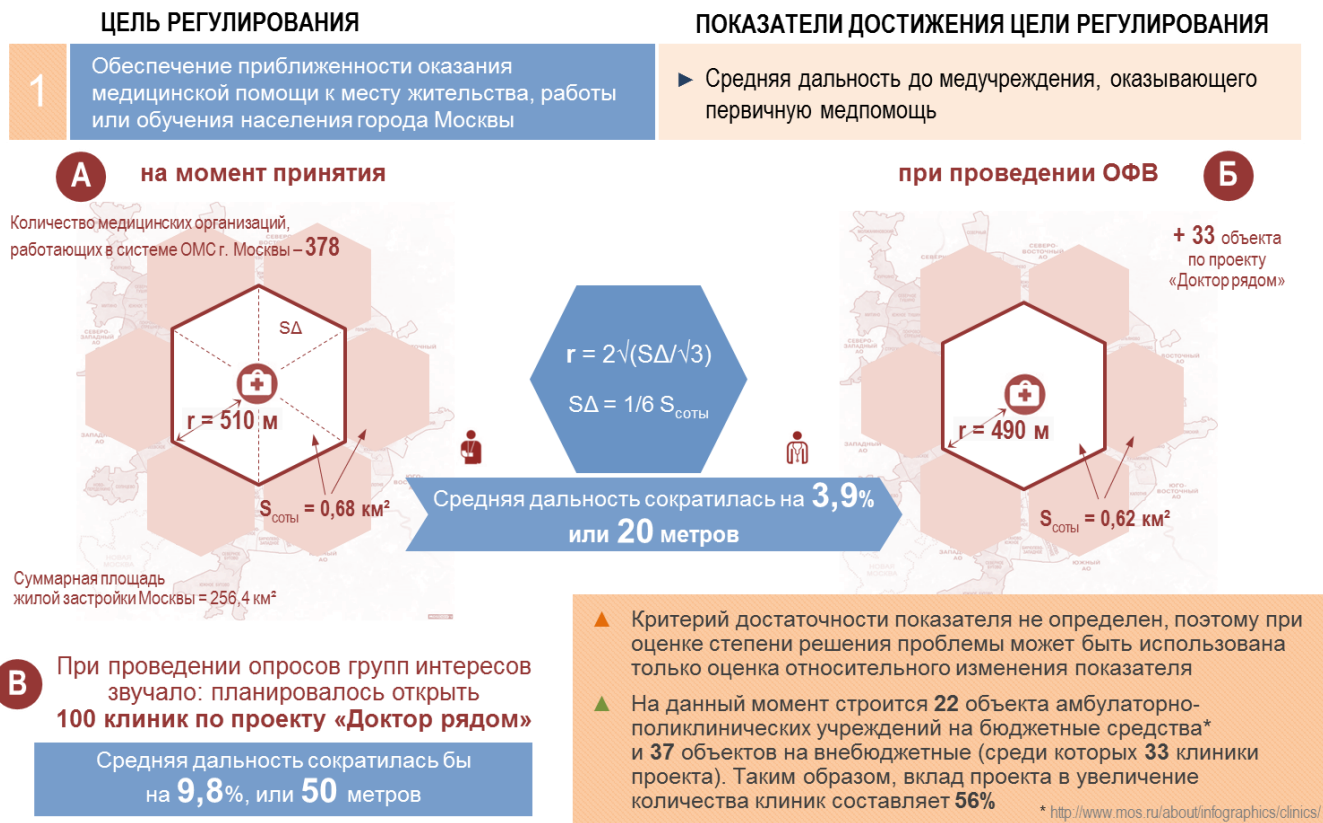 ЦЕЛЬ РЕГУЛИРОВАНИЯ
ПОКАЗАТЕЛИ ДОСТИЖЕНИЯ ЦЕЛИ РЕГУЛИРОВАНИЯ
1
Обеспечение приближенности оказания
медицинской помощи к месту жительства, работы
или обучения населения города Москвы
► Средняя дальность до медучреждения, оказывающего
первичную медпомощь
А
на момент принятия
при проведении ОФВ
Б
Количество медицинских организаций,
работающих в системе ОМС г. Москвы – 378
SΔ
r = 510 м
Sсоты = 0,68 км²
Суммарная площадь
жилой застройки Москвы = 256,4 км²
r = 2√(SΔ/√3)
SΔ = 1/6 Sсоты
Средняя дальность сократилась на 3,9%
или 20 метров
+ 33 объекта
по проекту
«Доктор рядом»
r = 490 м
Sсоты = 0,62 км²
В
При проведении опросов групп интересов
звучало: планировалось открыть
100 клиник по проекту «Доктор рядом»
Средняя дальность сократилась бы
на 9,8%, или 50 метров
▲ Критерий достаточности показателя не определен, поэтому при
оценке степени решения проблемы может быть использована
только оценка относительного изменения показателя
▲ На данный момент строится 22 объекта амбулаторно-
поликлинических учреждений на бюджетные средства*
и 37 объектов на внебюджетные (среди которых 33 клиники
проекта). Таким образом, вклад проекта в увеличение
количества клиник составляет 56%
* http://www.mos.ru/about/infographics/clinics/